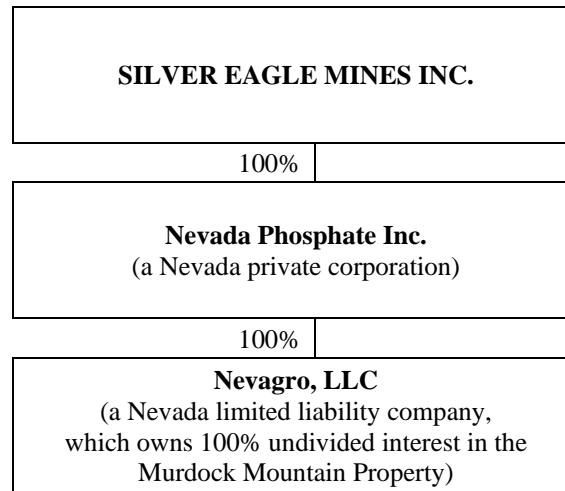 SILVER EAGLE MINES INC.
100%
Nevada Phosphate Inc.
(a Nevada private corporation)
100%
Nevagro, LLC
(a Nevada limited liability company,
which owns 100% undivided interest in the
Murdock Mountain Property)